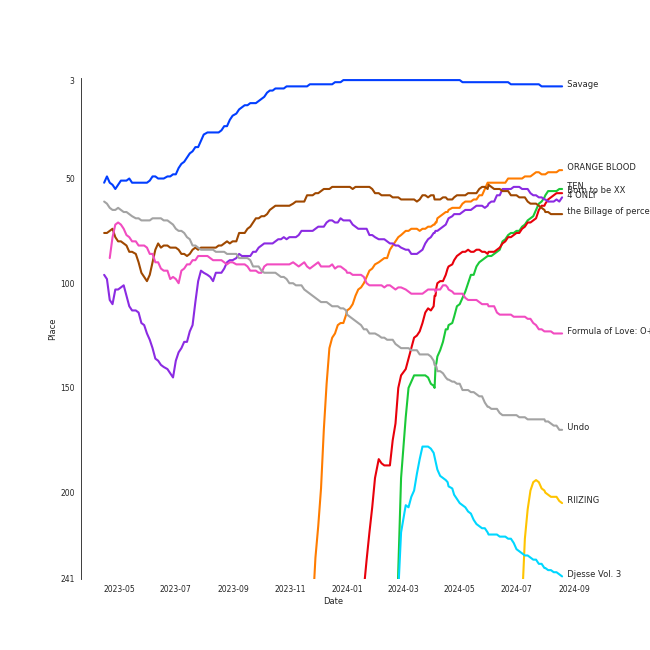 3
Savage
ORANGE BLOOD
50
TEN
Born to be XX
4 ONLY
the Billage of perce
100
Place
Formula of Love: O+
150
Undo
200
RIIZING
Djesse Vol. 3
241
2023-05 2023-07 2023-09 2023-11 2024-01 2024-03 2024-05 2024-07 2024-09
Date